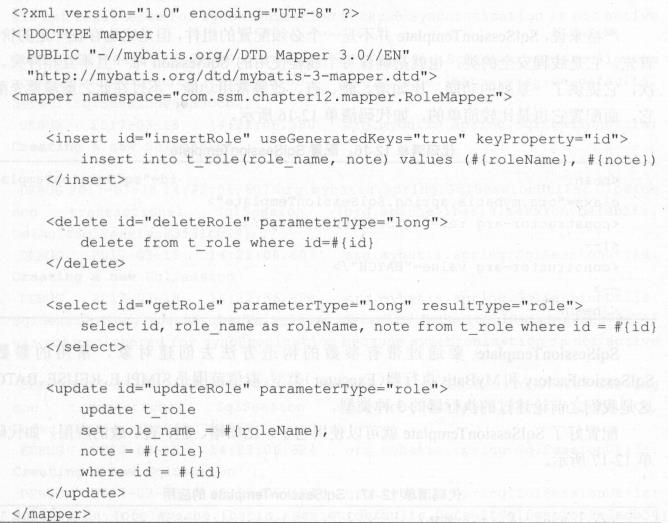 <?xml version="1.0" encoding="UTF-8" ?>
<!DOCTYPE mapper
PUBLIC "-//mybatis.org//DTD Mapper 3.0//EN"
"http://mybatis.org/dtd/mybatis-3-mapper.dtd">
<mapper namespace="com.ssm.chapter12.mapper.RoleMapper">
<insert id="insertRole" useGeneratedKeys="true" keyProperty="id">
insert into t_role(role_name, note) values (#{roleName}, #{note})
</insert>
<delete id="deleteRole" parameterType="long">
delete from t_role where id=#{id}
</delete>
<select id="getRole" parameterType="long" resultType="role">
select id, role_name as roleName, note from t_role where id = #{id}
</select>
<update id="updateRole" parameterType="role">
update t_role
set role_name = #{roleName},
note = #{role}
where id = #{id}
</update>
</mapper>